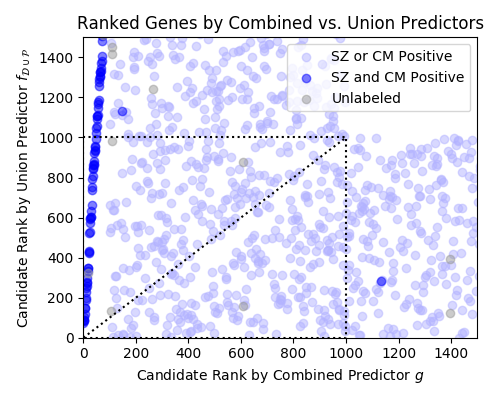 Ranked Genes by Combined vs. Union Predictors
Candidate Rank by Union Predictor f_{D∪P}
1400
1200
1000
800
600
400
200
0
SZ or CM Positive
SZ and CM Positive
Unlabeled
0 200 400 600 800 1000 1200 1400
Candidate Rank by Combined Predictor g